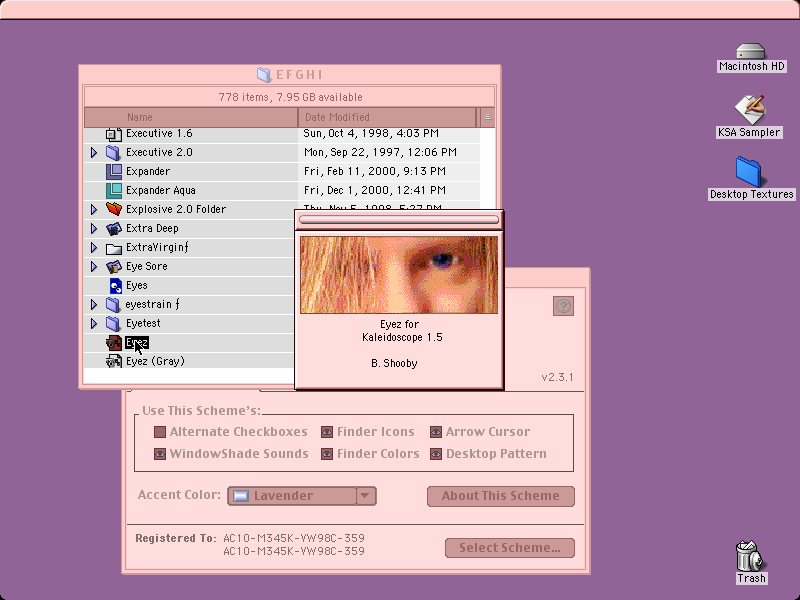 Macintosh HD
KSA Sampler
Desktop Textures
Trash
EFGHI
778 items, 7.95 GB available
Name Date Modified
Executive 1.6 Sun, Oct 4, 1998, 4:03 PM
Executive 2.0 Mon, Sep 22, 1997, 12:06 PM
Expander Fri, Feb 11, 2000, 9:13 PM
Expander Aqua Fri, Dec 1, 2000, 12:41 PM
Explosive 2.0 Folder Thu, Nov 5, 1998, 5:27 PM
Extra Deep
ExtraVirginƒ
Eye Sore
Eyes
eyestrain ƒ
Eyetest
Eyez
Eyez (Gray)
Eyez for
Kaleidoscope 1.5
B. Shooby
?
v2.3.1
Use This Scheme's:
Alternate Checkboxes Finder Icons Arrow Cursor
WindowShade Sounds Finder Colors Desktop Pattern
Accent Color: Lavender About This Scheme
Registered To: AC10-M345K-YW98C-359
AC10-M345K-YW98C-359
Select Scheme...